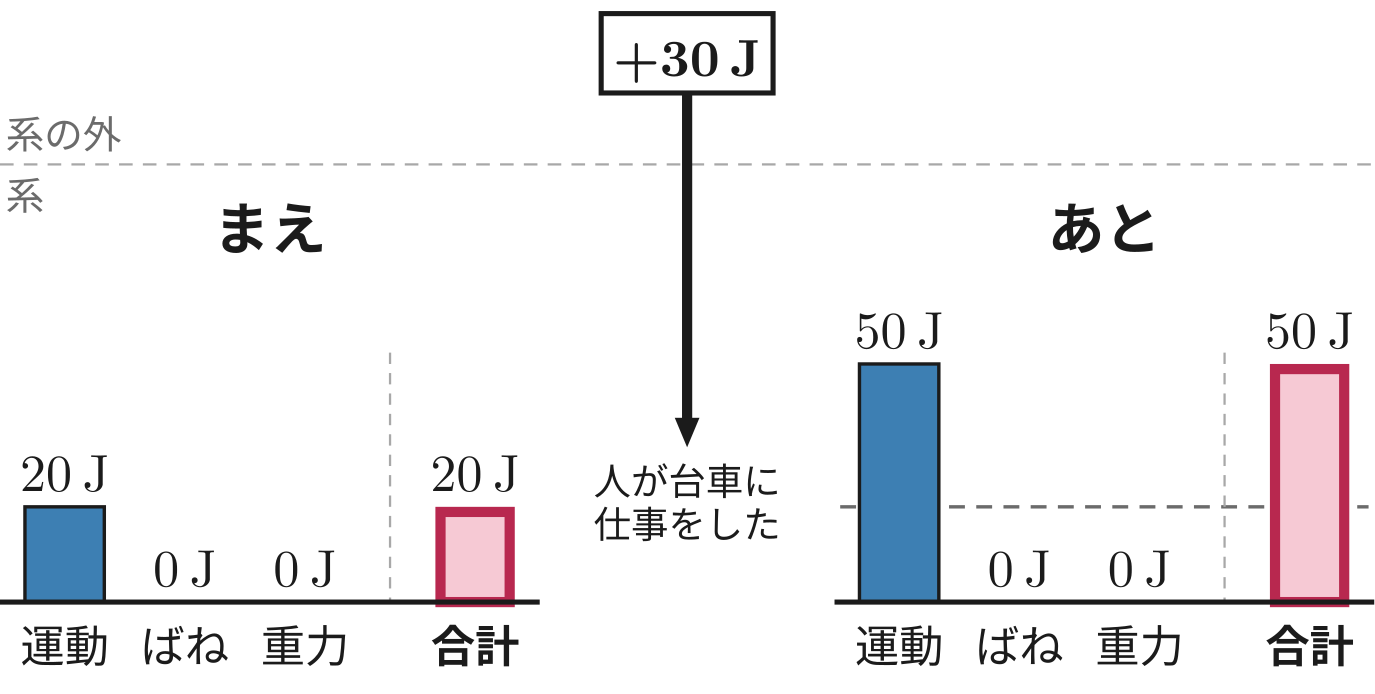 +30 J
系の外
系
まえ
あと
50 J
50 J
20 J
20 J
人が台車に
仕事をした
0 J
0 J
0 J
0 J
運動
ばね
重力
合計
運動
ばね
重力
合計